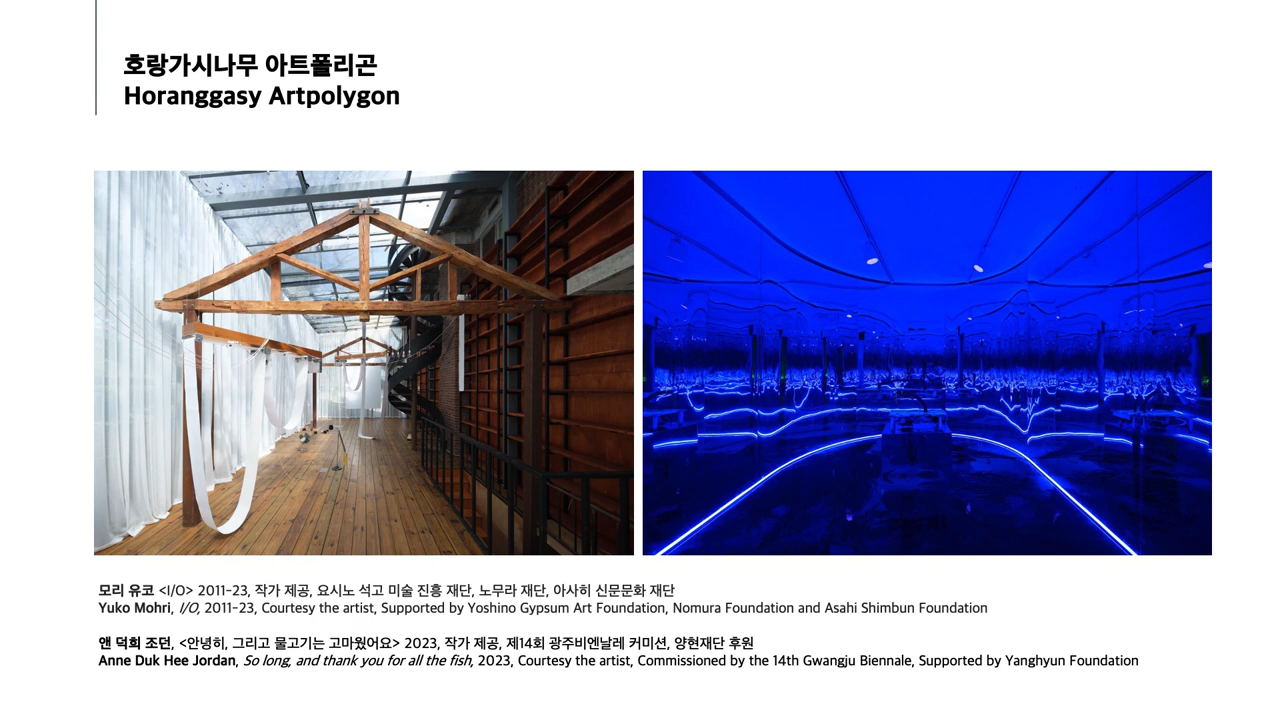 호랑가시나무 아트폴리곤
Horanggasy Artpolygon
모리 유코 <I/O> 2011-23, 작가 제공, 요시노 석고 미술 진흥 재단, 노무라 재단, 아사히 신문문화 재단
Yuko Mohri, I/O, 2011-23, Courtesy the artist, Supported by Yoshino Gypsum Art Foundation, Nomura Foundation and Asahi Shimbun Foundation
앤 덕희 조던, <안녕히, 그리고 물고기는 고마웠어요> 2023, 작가 제공, 제14회 광주비엔날레 커미션, 양현재단 후원
Anne Duk Hee Jordan, So long, and thank you for all the fish, 2023, Courtesy the artist, Commissioned by the 14th Gwangju Biennale, Supported by Yanghyun Foundation